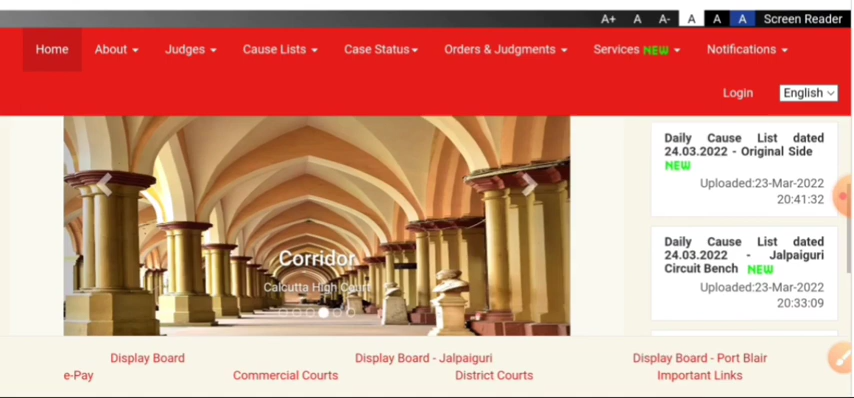 A+ A A- A A A Screen Reader
Home About Judges Cause Lists Case Status Orders & Judgments Services NEW Notifications
Login English
Corridor
Calcutta High Court
Daily Cause List dated
24.03.2022 - Original Side
NEW
Uploaded:23-Mar-2022
20:41:32
Daily Cause List dated
24.03.2022 - Jalpaiguri
Circuit Bench NEW
Uploaded:23-Mar-2022
20:33:09
Display Board Display Board - Jalpaiguri Display Board - Port Blair
e-Pay Commercial Courts District Courts Important Links